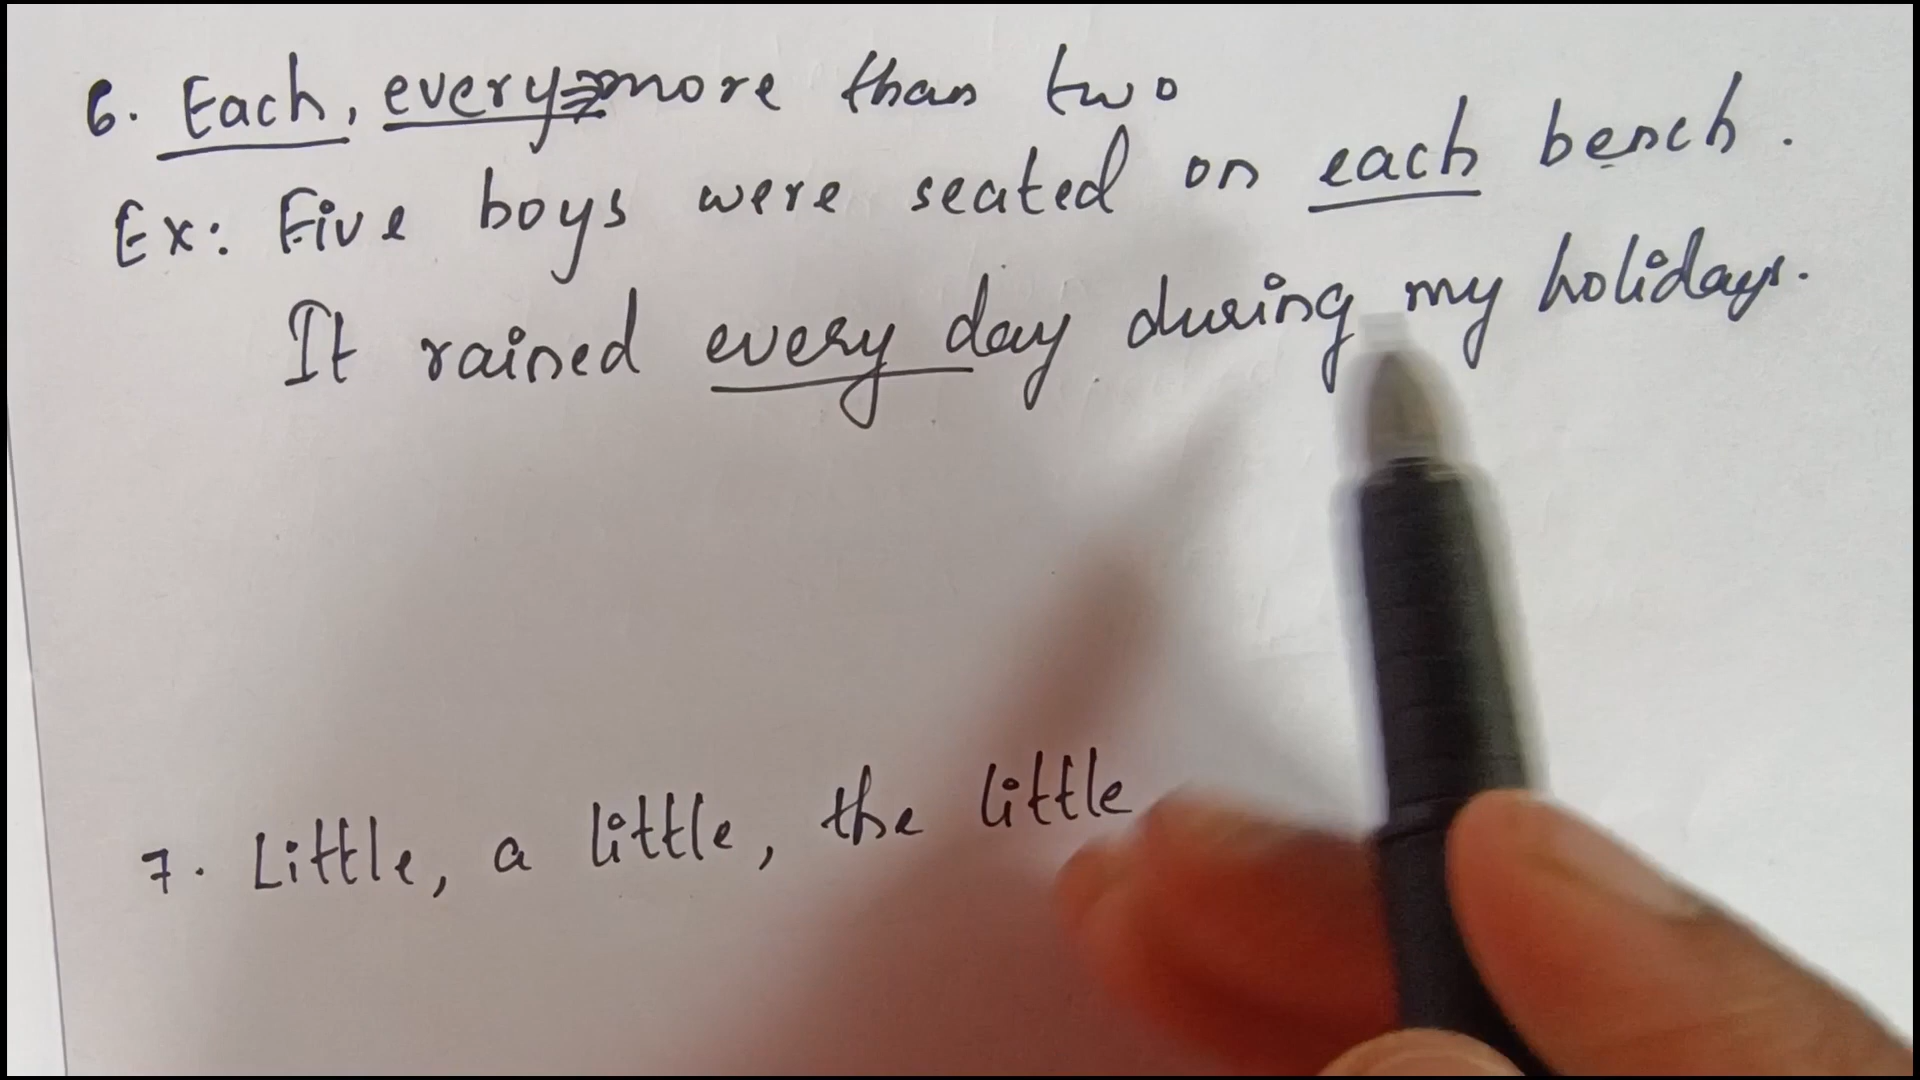 6. Each, every => more than two
Ex: Five boys were seated on each bench.
It rained every day during my holidays.
7. Little, a little, the little